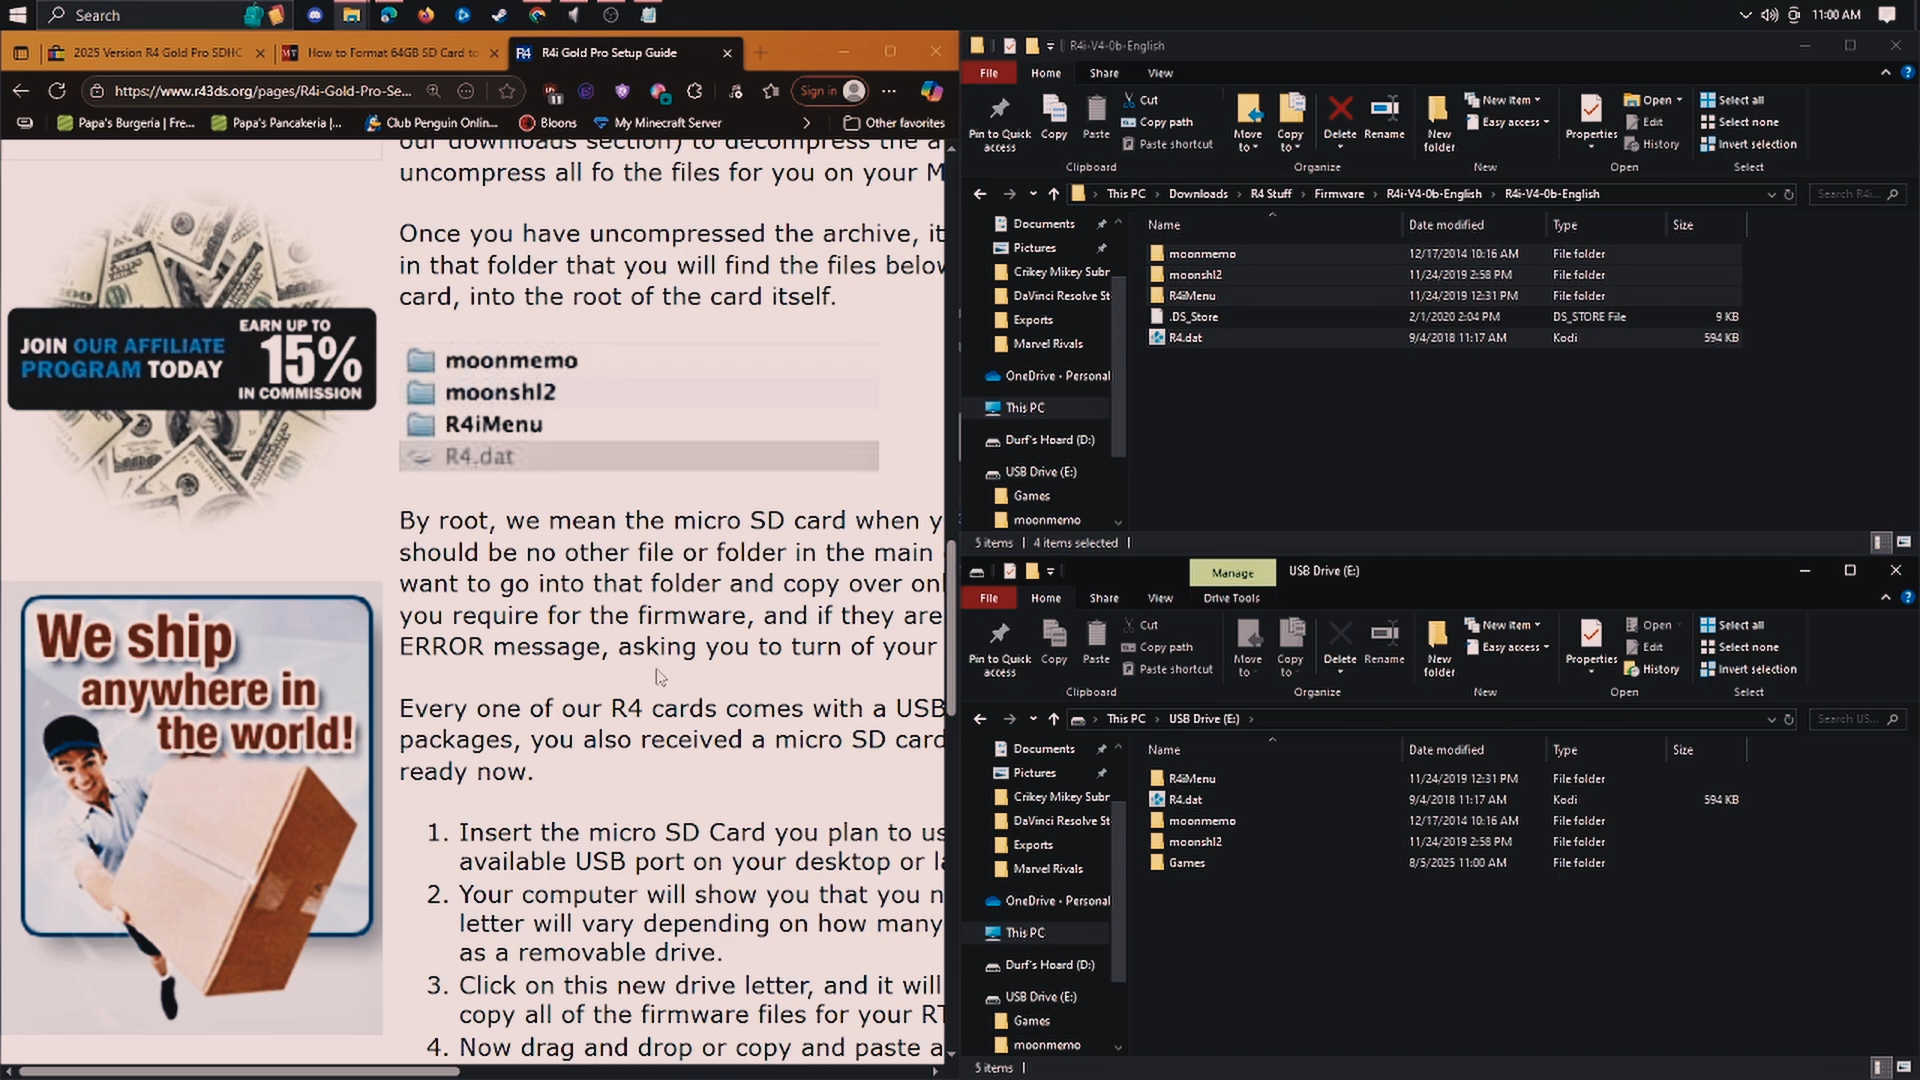 Search
11:00 AM
2025 Version R4 Gold Pro SDHC
How to Format 64GB SD Card to
R4i Gold Pro Setup Guide
https://www.r43ds.org/pages/R4i-Gold-Pro-Se...
Sign in
Papa's Burgeria | Fre...
Papa's Pancakeria |...
Club Penguin Onlin...
Bloons
My Minecraft Server
Other favorites
our downloads section) to decompress the a
uncompress all fo the files for you on your M
Once you have uncompressed the archive, it
in that folder that you will find the files below
card, into the root of the card itself.
moonmemo
moonshl2
R4iMenu
R4.dat
By root, we mean the micro SD card when y
should be no other file or folder in the main
want to go into that folder and copy over onl
you require for the firmware, and if they are
ERROR message, asking you to turn of your
Every one of our R4 cards comes with a USB
packages, you also received a micro SD card
ready now.
1. Insert the micro SD Card you plan to us
available USB port on your desktop or la
2. Your computer will show you that you n
letter will vary depending on how many
as a removable drive.
3. Click on this new drive letter, and it will
copy all of the firmware files for your RT
4. Now drag and drop or copy and paste a
JOIN OUR AFFILIATE
PROGRAM TODAY
EARN UP TO
15%
IN COMMISSION
We ship
anywhere in
the world!
R4i-V4-0b-English
File Home Share View
Pin to Quick access
Copy
Paste
Cut
Copy path
Paste shortcut
Clipboard
Move to
Copy to
Delete
Rename
Organize
New folder
New item
Easy access
New
Properties
Open
Edit
History
Open
Select all
Select none
Invert selection
Select
This PC > Downloads > R4 Stuff > Firmware > R4i-V4-0b-English > R4i-V4-0b-English
Search R4i...
Documents
Pictures
Crikey Mikey Subm
DaVinci Resolve St
Exports
Marvel Rivals
OneDrive - Personal
This PC
Durf's Hoard (D:)
USB Drive (E:)
Games
moonmemo
Name Date modified Type Size
moonmemo 12/17/2014 10:16 AM File folder
moonshl2 11/24/2019 2:58 PM File folder
R4iMenu 11/24/2019 12:31 PM File folder
.DS_Store 2/1/2020 2:04 PM DS_STORE File 9 KB
R4.dat 9/4/2018 11:17 AM Kodi 594 KB
5 items 4 items selected
Manage
USB Drive (E:)
File Home Share View Drive Tools
Pin to Quick access
Copy
Paste
Cut
Copy path
Paste shortcut
Clipboard
Move to
Copy to
Delete
Rename
Organize
New folder
New item
Easy access
New
Properties
Open
Edit
History
Open
Select all
Select none
Invert selection
Select
This PC > USB Drive (E:) >
Search US...
Documents
Pictures
Crikey Mikey Subm
DaVinci Resolve St
Exports
Marvel Rivals
OneDrive - Personal
This PC
Durf's Hoard (D:)
USB Drive (E:)
Games
moonmemo
Name Date modified Type Size
R4iMenu 11/24/2019 12:31 PM File folder
R4.dat 9/4/2018 11:17 AM Kodi 594 KB
moonmemo 12/17/2014 10:16 AM File folder
moonshl2 11/24/2019 2:58 PM File folder
Games 8/5/2025 11:00 AM File folder
5 items